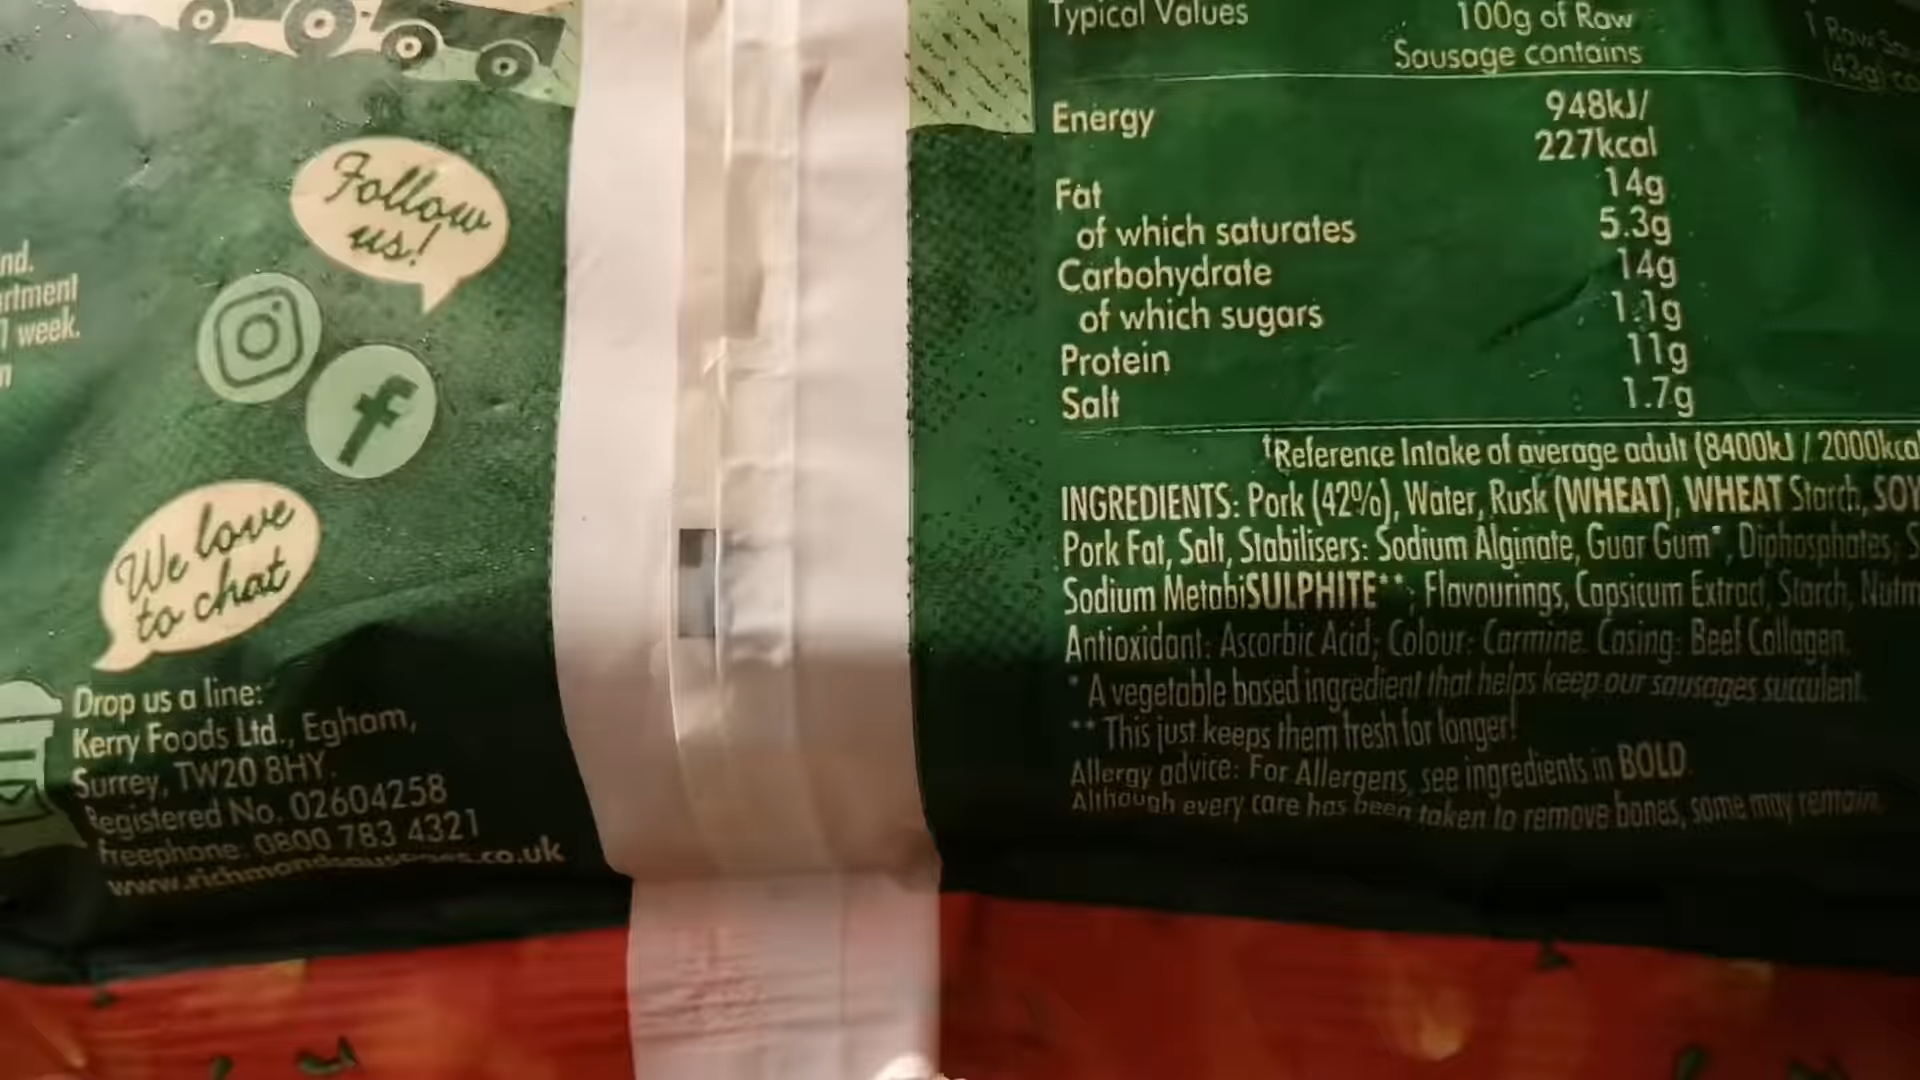 nd.
artment
1 week.
Follow
us!
We love
to chat
Drop us a line:
Kerry Foods Ltd., Egham,
Surrey, TW20 8HY.
Registered No. 02604258
Freephone: 0800 783 4321
Typical Values
100g of Raw
Sausage contains
1 Raw
(43g)
Energy 948kJ/
227kcal
Fat 14g
of which saturates 5.3g
Carbohydrate 14g
of which sugars 1.1g
Protein 11g
Salt 1.7g
†Reference Intake of average adult (8400kJ / 2000kcal
INGREDIENTS: Pork (42%), Water, Rusk (WHEAT), WHEAT Starch, SOY
Pork Fat, Salt, Stabilisers: Sodium Alginate, Guar Gum*, Diphosphates, S
Sodium MetabiSULPHITE**; Flavourings, Capsicum Extract, Starch, Nutm
Antioxidant: Ascorbic Acid; Colour: Carmine. Casing: Beef Collagen.
* A vegetable based ingredient that helps keep our sausages succulent.
** This just keeps them fresh for longer!
Allergy advice: For Allergens, see ingredients in BOLD.
Although every care has been taken to remove bones, some may remain.